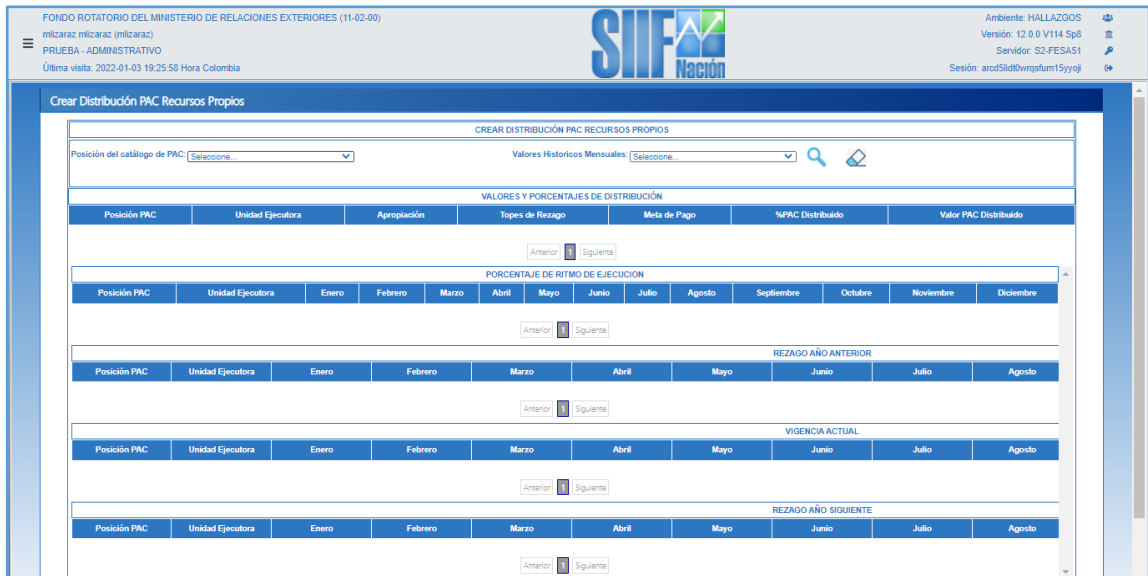 FONDO ROTATORIO DEL MINISTERIO DE RELACIONES EXTERIORES (11-02-00)
mlizaraz mlizaraz (mlizaraz)
PRUEBA - ADMINISTRATIVO
Última visita: 2022-01-03 19:25:58 Hora Colombia
SIIF Nación
Ambiente: HALLAZGOS
Versión: 12.0.0 V114 Sp8
Servidor: S2-FESA51
Sesión: arcd5lidt0wrqsfum15yyoji
Crear Distribución PAC Recursos Propios
CREAR DISTRIBUCIÓN PAC RECURSOS PROPIOS
Posición del catálogo de PAC: Seleccione... Valores Historicos Mensuales: Seleccione...
VALORES Y PORCENTAJES DE DISTRIBUCIÓN
Posición PAC Unidad Ejecutora Apropiación Topes de Rezago Meta de Pago %PAC Distribuido Valor PAC Distribuido
Anterior 1 Siguiente
PORCENTAJE DE RITMO DE EJECUCION
Posición PAC Unidad Ejecutora Enero Febrero Marzo Abril Mayo Junio Julio Agosto Septiembre Octubre Noviembre Diciembre
Anterior 1 Siguiente
REZAGO AÑO ANTERIOR
Posición PAC Unidad Ejecutora Enero Febrero Marzo Abril Mayo Junio Julio Agosto
Anterior 1 Siguiente
VIGENCIA ACTUAL
Posición PAC Unidad Ejecutora Enero Febrero Marzo Abril Mayo Junio Julio Agosto
Anterior 1 Siguiente
REZAGO AÑO SIGUIENTE
Posición PAC Unidad Ejecutora Enero Febrero Marzo Abril Mayo Junio Julio Agosto
Anterior 1 Siguiente